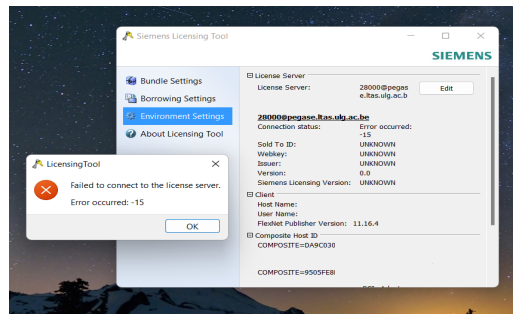 Siemens Licensing Tool
SIEMENS
Bundle Settings
Borrowing Settings
Environment Settings
About Licensing Tool
License Server
License Server: 28000@pegas
e.ltas.ulg.ac.b
Edit
28000@pegase.ltas.ulg.ac.be
Connection status: Error occurred:
-15
Sold To ID: UNKNOWN
Webkey: UNKNOWN
Issuer: UNKNOWN
Version: 0.0
Siemens Licensing Version: UNKNOWN
Client
Host Name:
User Name:
FlexNet Publisher Version: 11.16.4
Composite Host ID
COMPOSITE=DA9C030
COMPOSITE=9505FE8
LicensingTool
Failed to connect to the license server.
Error occurred: -15
OK